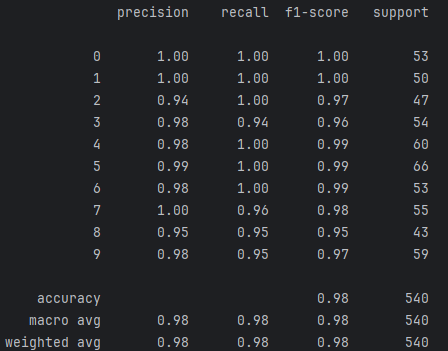 precision recall f1-score support
0 1.00 1.00 1.00 53
1 1.00 1.00 1.00 50
2 0.94 1.00 0.97 47
3 0.98 0.94 0.96 54
4 0.98 1.00 0.99 60
5 0.99 1.00 0.99 66
6 0.98 1.00 0.99 53
7 1.00 0.96 0.98 55
8 0.95 0.95 0.95 43
9 0.98 0.95 0.97 59
accuracy 0.98 540
macro avg 0.98 0.98 0.98 540
weighted avg 0.98 0.98 0.98 540